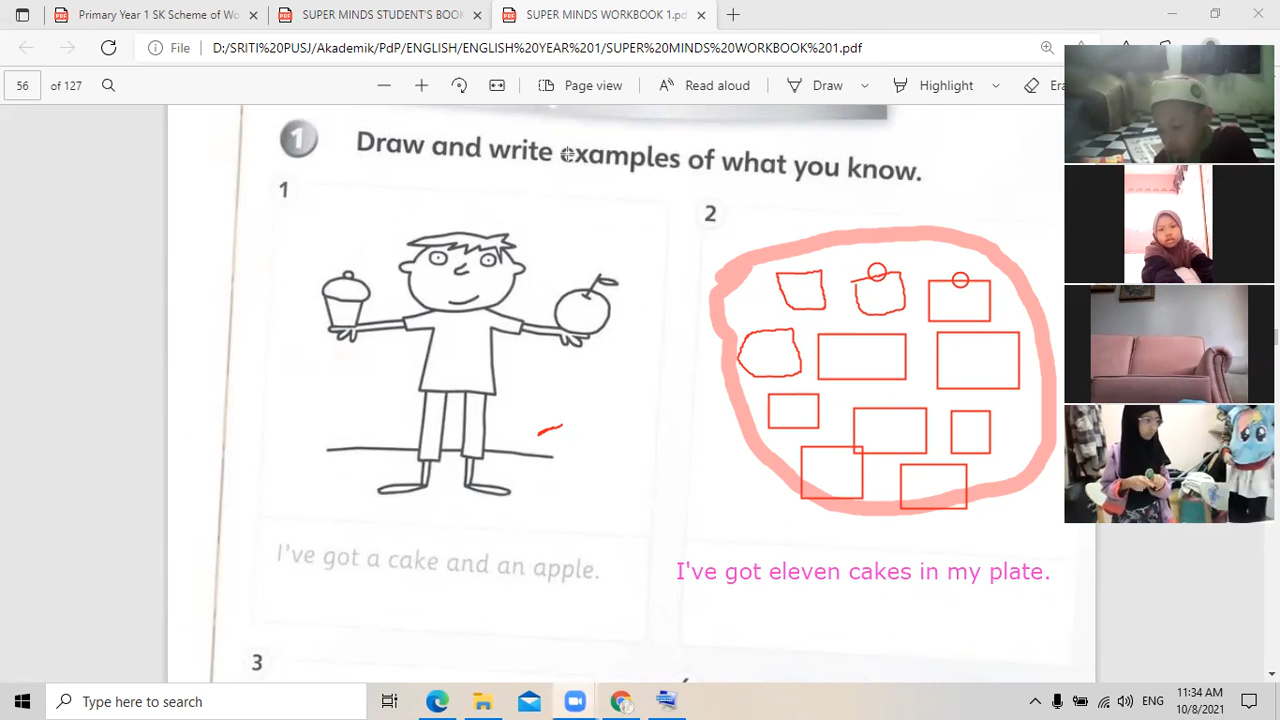 Primary Year 1 SK Scheme of Wo
SUPER MINDS STUDENT'S BOOK
SUPER MINDS WORKBOOK 1.pd
File
D:/SRITI%20PUSJ/Akademik/PdP/ENGLISH/ENGLISH%20YEAR%201/SUPER%20MINDS%20WORKBOOK%201.pdf
56 of 127
Page view
Read aloud
Draw
Highlight
Era
1 Draw and write examples of what you know.
1
2
I've got a cake and an apple.
I've got eleven cakes in my plate.
3
Type here to search
ENG
11:34 AM
10/8/2021